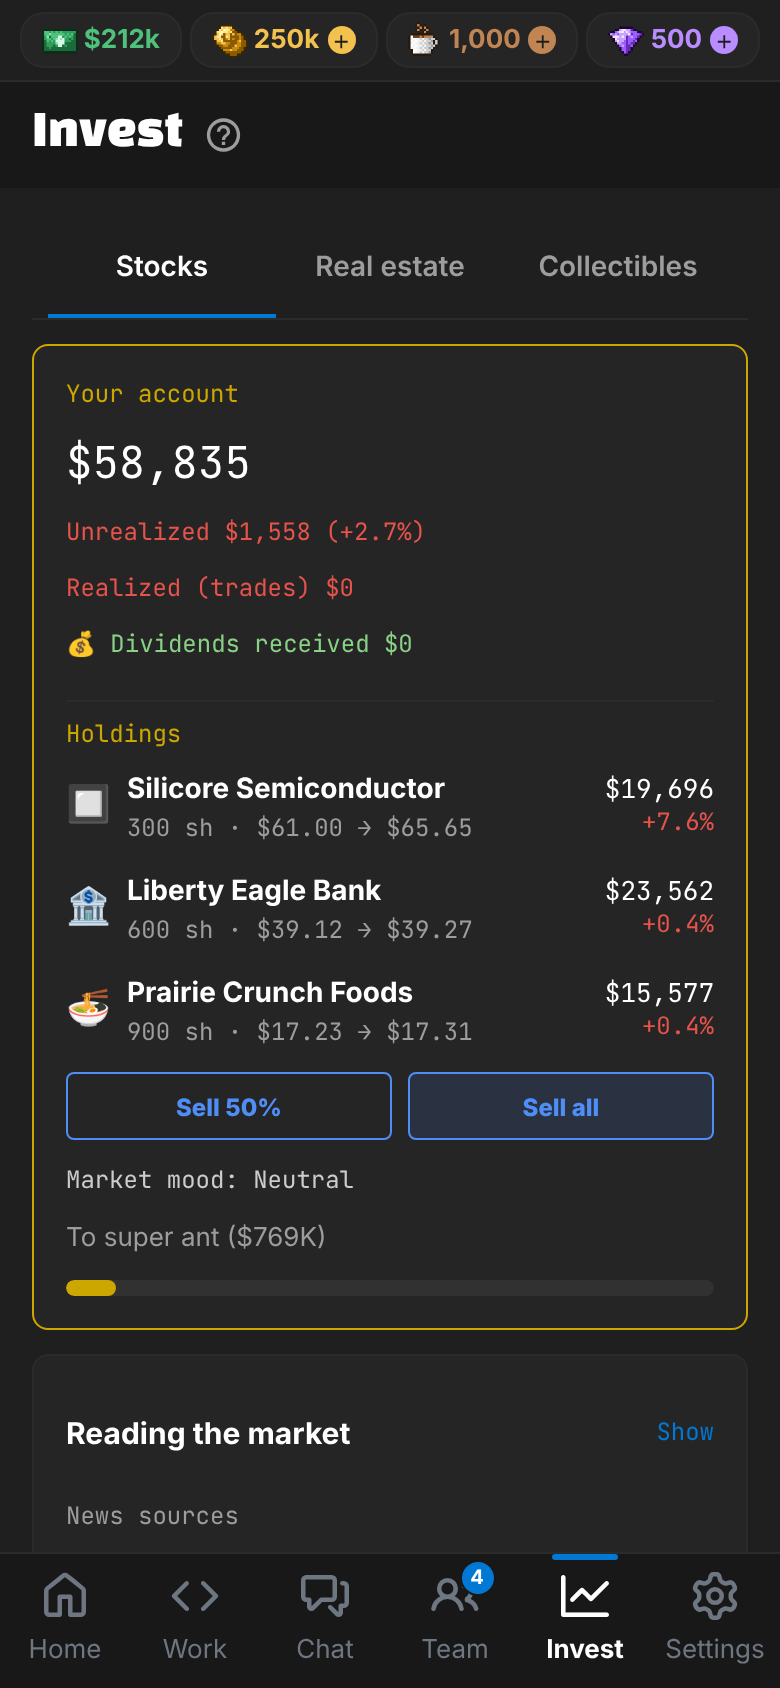 $212k 250k + 1,000 + 500 +
Invest ?
Stocks Real estate Collectibles
Your account
$58,835
Unrealized $1,558 (+2.7%)
Realized (trades) $0
💰 Dividends received $0
Holdings
Silicore Semiconductor $19,696
300 sh · $61.00 → $65.65 +7.6%
Liberty Eagle Bank $23,562
600 sh · $39.12 → $39.27 +0.4%
Prairie Crunch Foods $15,577
900 sh · $17.23 → $17.31 +0.4%
Sell 50% Sell all
Market mood: Neutral
To super ant ($769K)
Reading the market Show
News sources
4
Home Work Chat Team Invest Settings